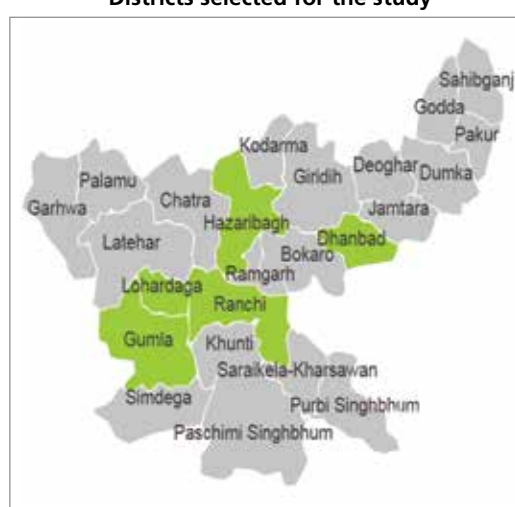 Districts selected for the study
Sahibganj
Godda
Pakur
Kodarma
Deoghar
Dumka
Giridih
Palamu
Chatra
Garhwa
Jamtara
Hazaribagh
Dhanbad
Latehar
Bokaro
Ramgarh
Lohardaga
Ranchi
Gumla
Khunti
Saraikela-Kharsawan
Simdega
Purbi Singhbhum
Paschimi Singhbhum